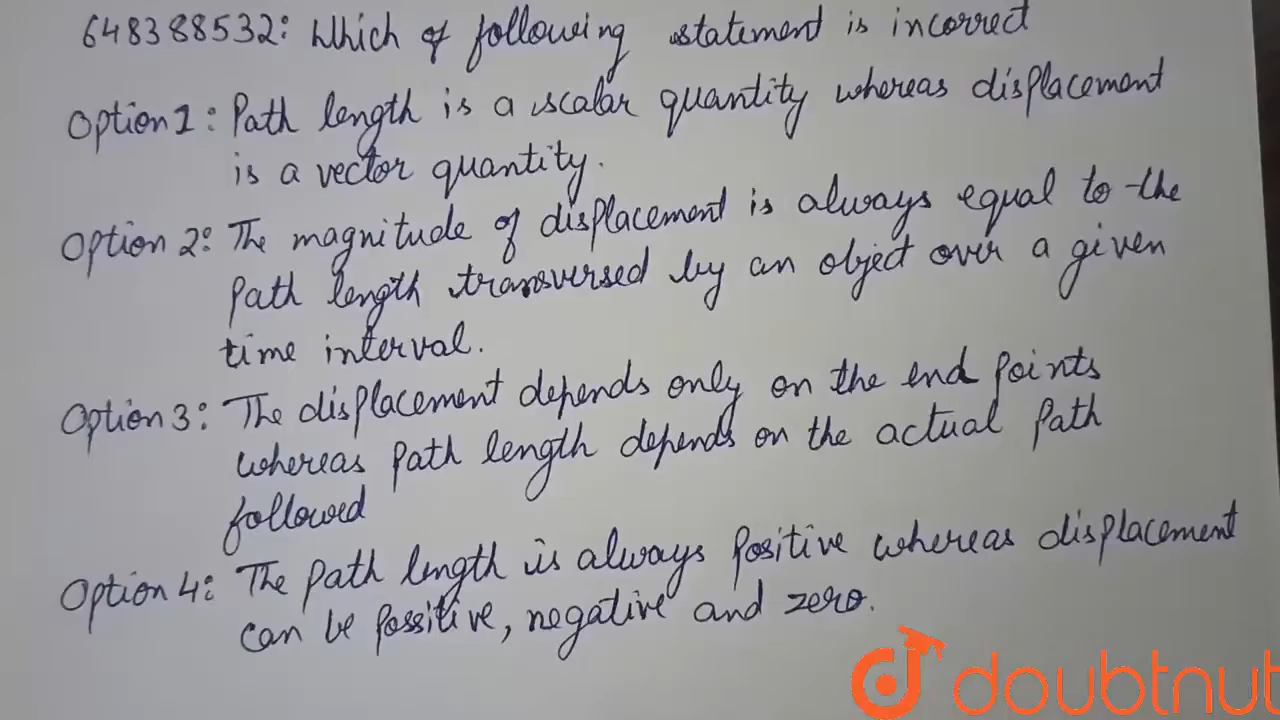 648388532: Which of following statement is incorrect
Option 1: Path length is a scalar quantity whereas displacement
is a vector quantity.
Option 2: The magnitude of displacement is always equal to the
Path length transversed by an object over a given
time interval.
Option 3: The displacement depends only on the end points
whereas path length depends on the actual Path
followed
Option 4: The path length is always positive whereas displacement
can be possitive, negative and zero.
doubtnut